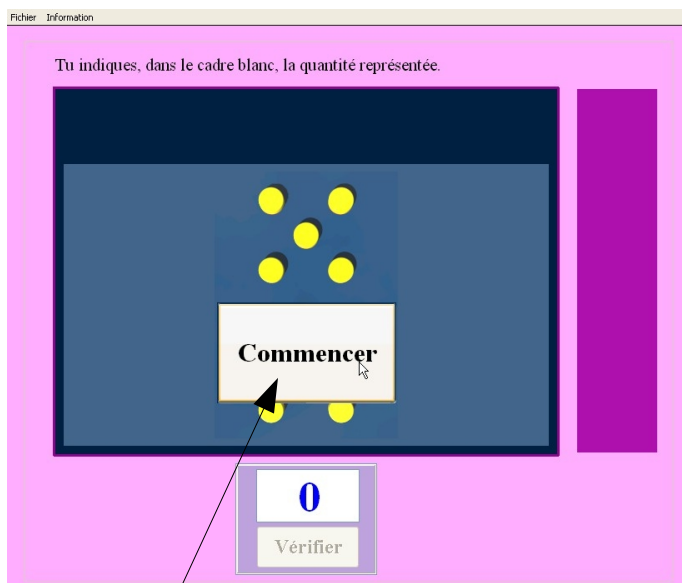 Fichier Information
Tu indiques, dans le cadre blanc, la quantité représentée.
Commencer
0
Vérifier